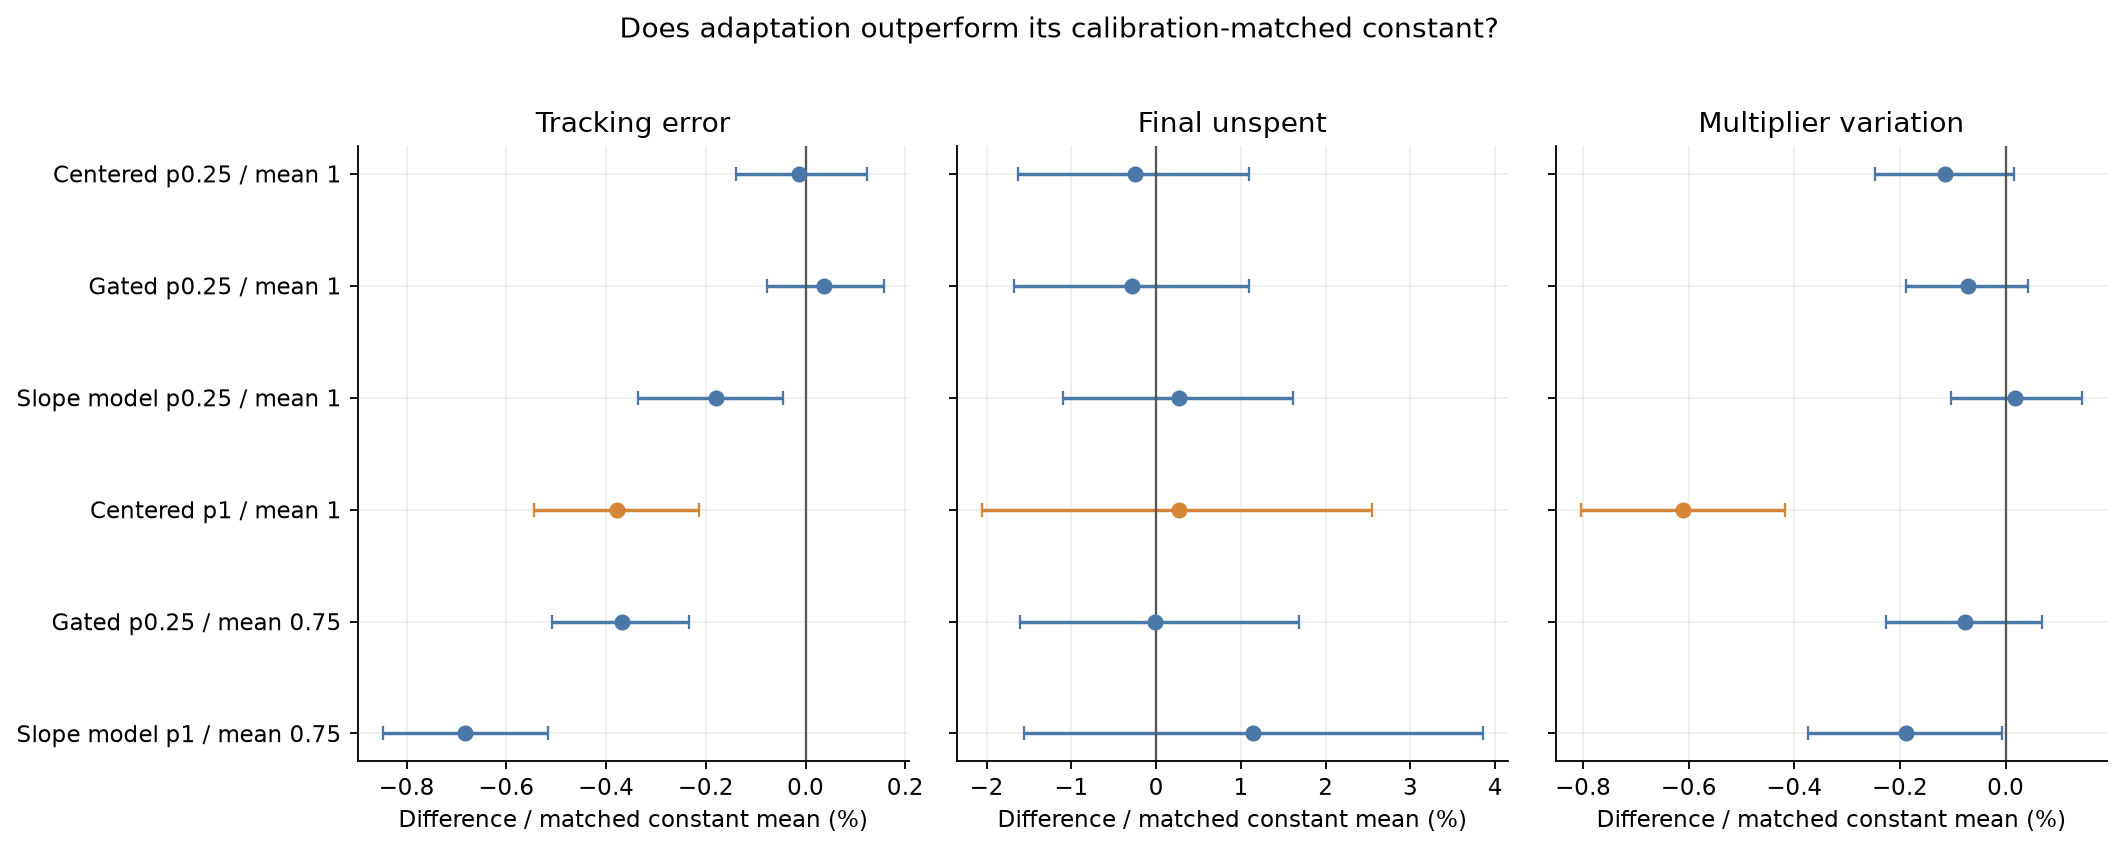 Does adaptation outperform its calibration-matched constant?
Tracking error
Final unspent
Multiplier variation
Centered p0.25 / mean 1
Gated p0.25 / mean 1
Slope model p0.25 / mean 1
Centered p1 / mean 1
Gated p0.25 / mean 0.75
Slope model p1 / mean 0.75
−0.8 −0.6 −0.4 −0.2 0.0 0.2
−2 −1 0 1 2 3 4
−0.8 −0.6 −0.4 −0.2 0.0
Difference / matched constant mean (%)
Difference / matched constant mean (%)
Difference / matched constant mean (%)